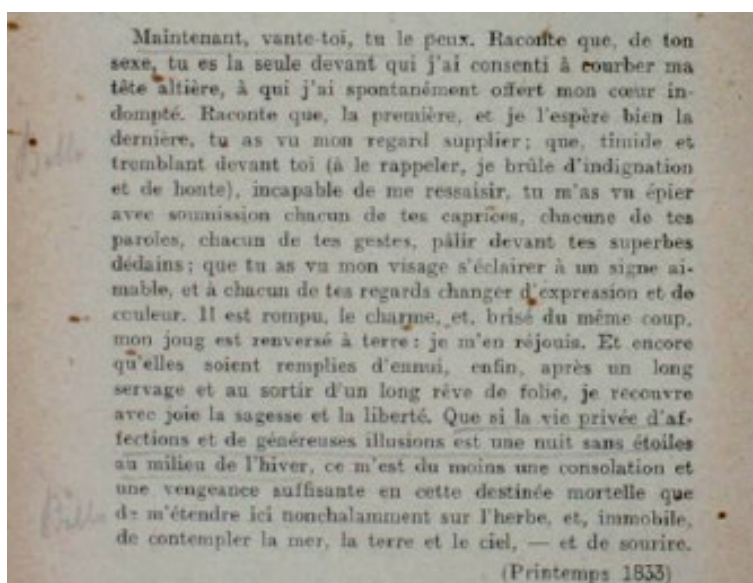 Maintenant, vante-toi, tu le peux. Raconte que, de ton
sexe, tu es la seule devant qui j'ai consenti à courber ma
tête altière, à qui j'ai spontanément offert mon cœur in-
dompté. Raconte que, la première, et je l'espère bien la
dernière, tu as vu mon regard supplier; que, timide et
tremblant devant toi (à le rappeler, je brûle d'indignation
et de honte), incapable de me ressaisir, tu m'as vu épier
avec soumission chacun de tes caprices, chacune de tes
paroles, chacun de tes gestes, pâlir devant tes superbes
dédains; que tu as vu mon visage s'éclairer à un signe ai-
mable, et à chacun de tes regards changer d'expression et de
couleur. Il est rompu, le charme, et, brisé du même coup,
mon joug est renversé à terre: je m'en réjouis. Et encore
qu'elles soient remplies d'ennui, enfin, après un long
servage et au sortir d'un long rêve de folie, je recouvre
avec joie la sagesse et la liberté. Que si la vie privée d'af-
fections et de généreuses illusions est une nuit sans étoiles
au milieu de l'hiver, ce m'est du moins une consolation et
une vengeance suffisante en cette destinée mortelle que
de m'étendre ici nonchalamment sur l'herbe, et, immobile,
de contempler la mer, la terre et le ciel, — et de sourire.
(Printemps 1833)